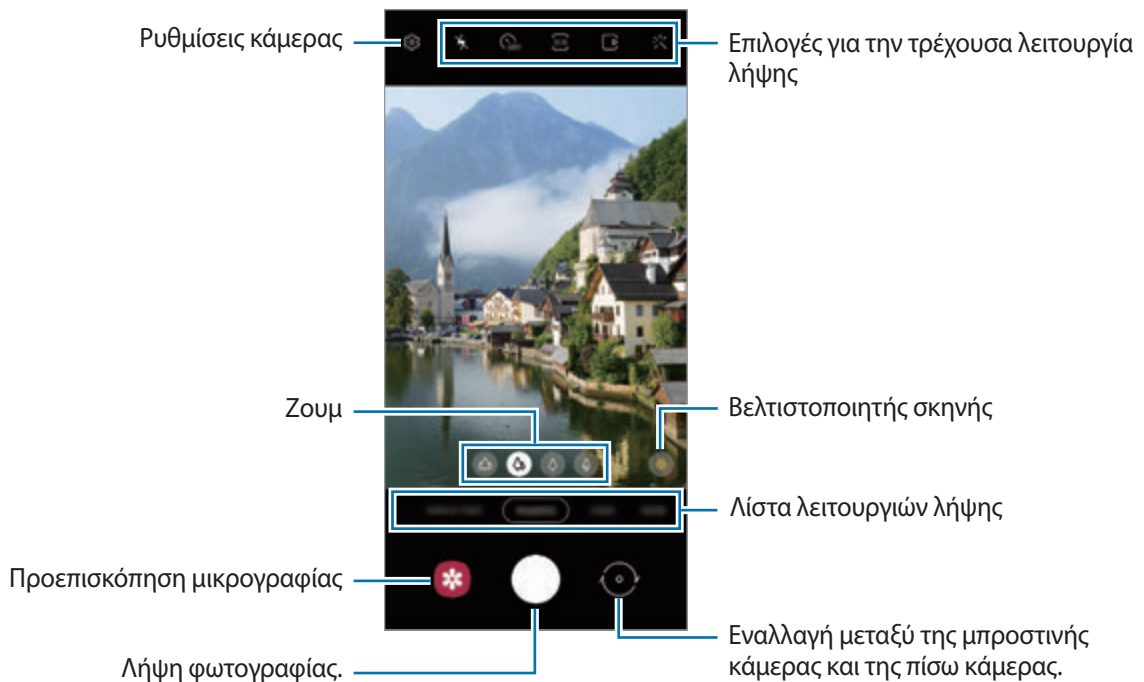 Ρυθμίσεις κάμερας
Επιλογές για την τρέχουσα λειτουργία
λήψης
Ζουμ
Βελτιστοποιητής σκηνής
Λίστα λειτουργιών λήψης
Προεπισκόπηση μικρογραφίας
Λήψη φωτογραφίας.
Εναλλαγή μεταξύ της μπροστινής
κάμερας και της πίσω κάμερας.